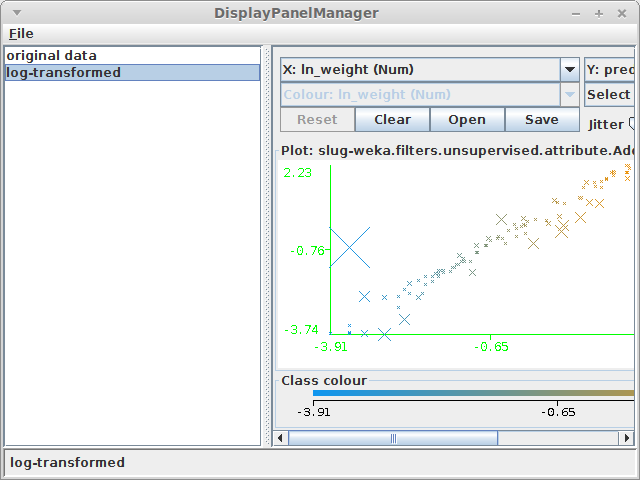 DisplayPanelManager
File
original data
log-transformed
X: ln_weight (Num)
Y: pred
Colour: ln_weight (Num)
Select
Reset
Clear
Open
Save
Jitter
Plot: slug-weka.filters.unsupervised.attribute.Add
2.23
-0.76
-3.74
-3.91
-0.65
Class colour
-3.91
-0.65
log-transformed